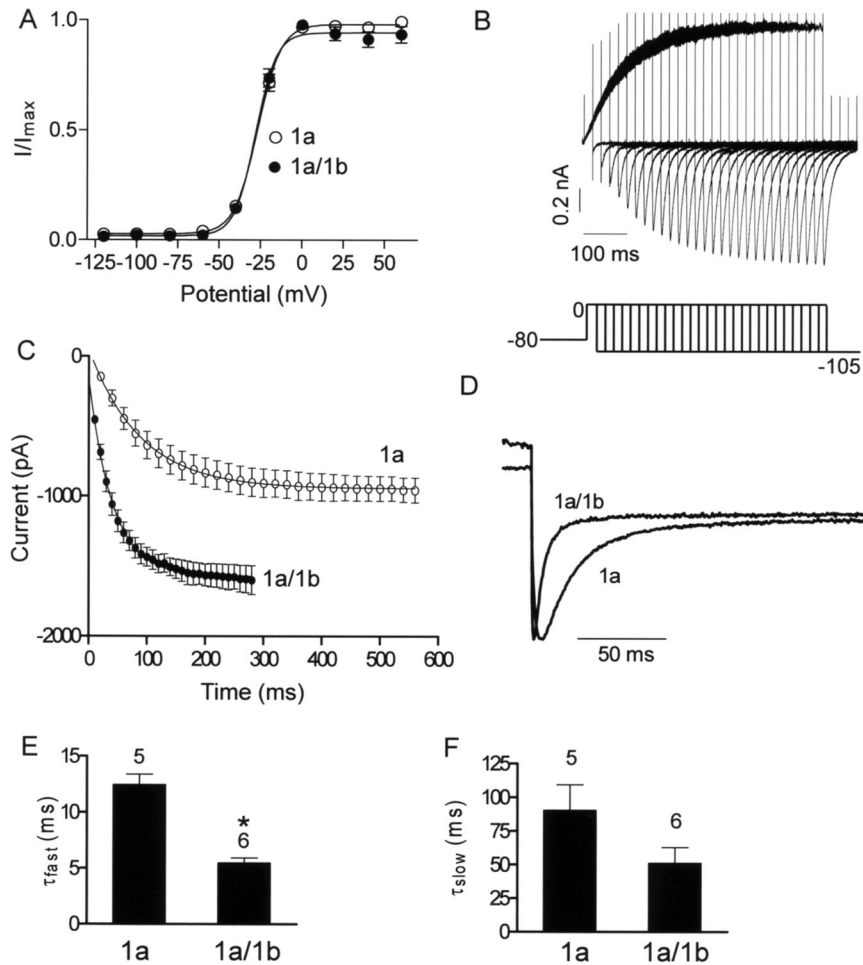 A
1.0
0.5
0.0
I/Imax
1a
1a/1b
-125 -100 -75 -50 -25 0 25 50
Potential (mV)
B
0.2 nA
100 ms
0
-80
-105
C
0
-1000
-2000
Current (pA)
1a
1a/1b
0 100 200 300 400 500 600
Time (ms)
D
1a/1b
1a
50 ms
E
15
10
5
0
τfast (ms)
5
*
6
1a 1a/1b
F
125
100
75
50
25
0
τslow (ms)
5
6
1a 1a/1b